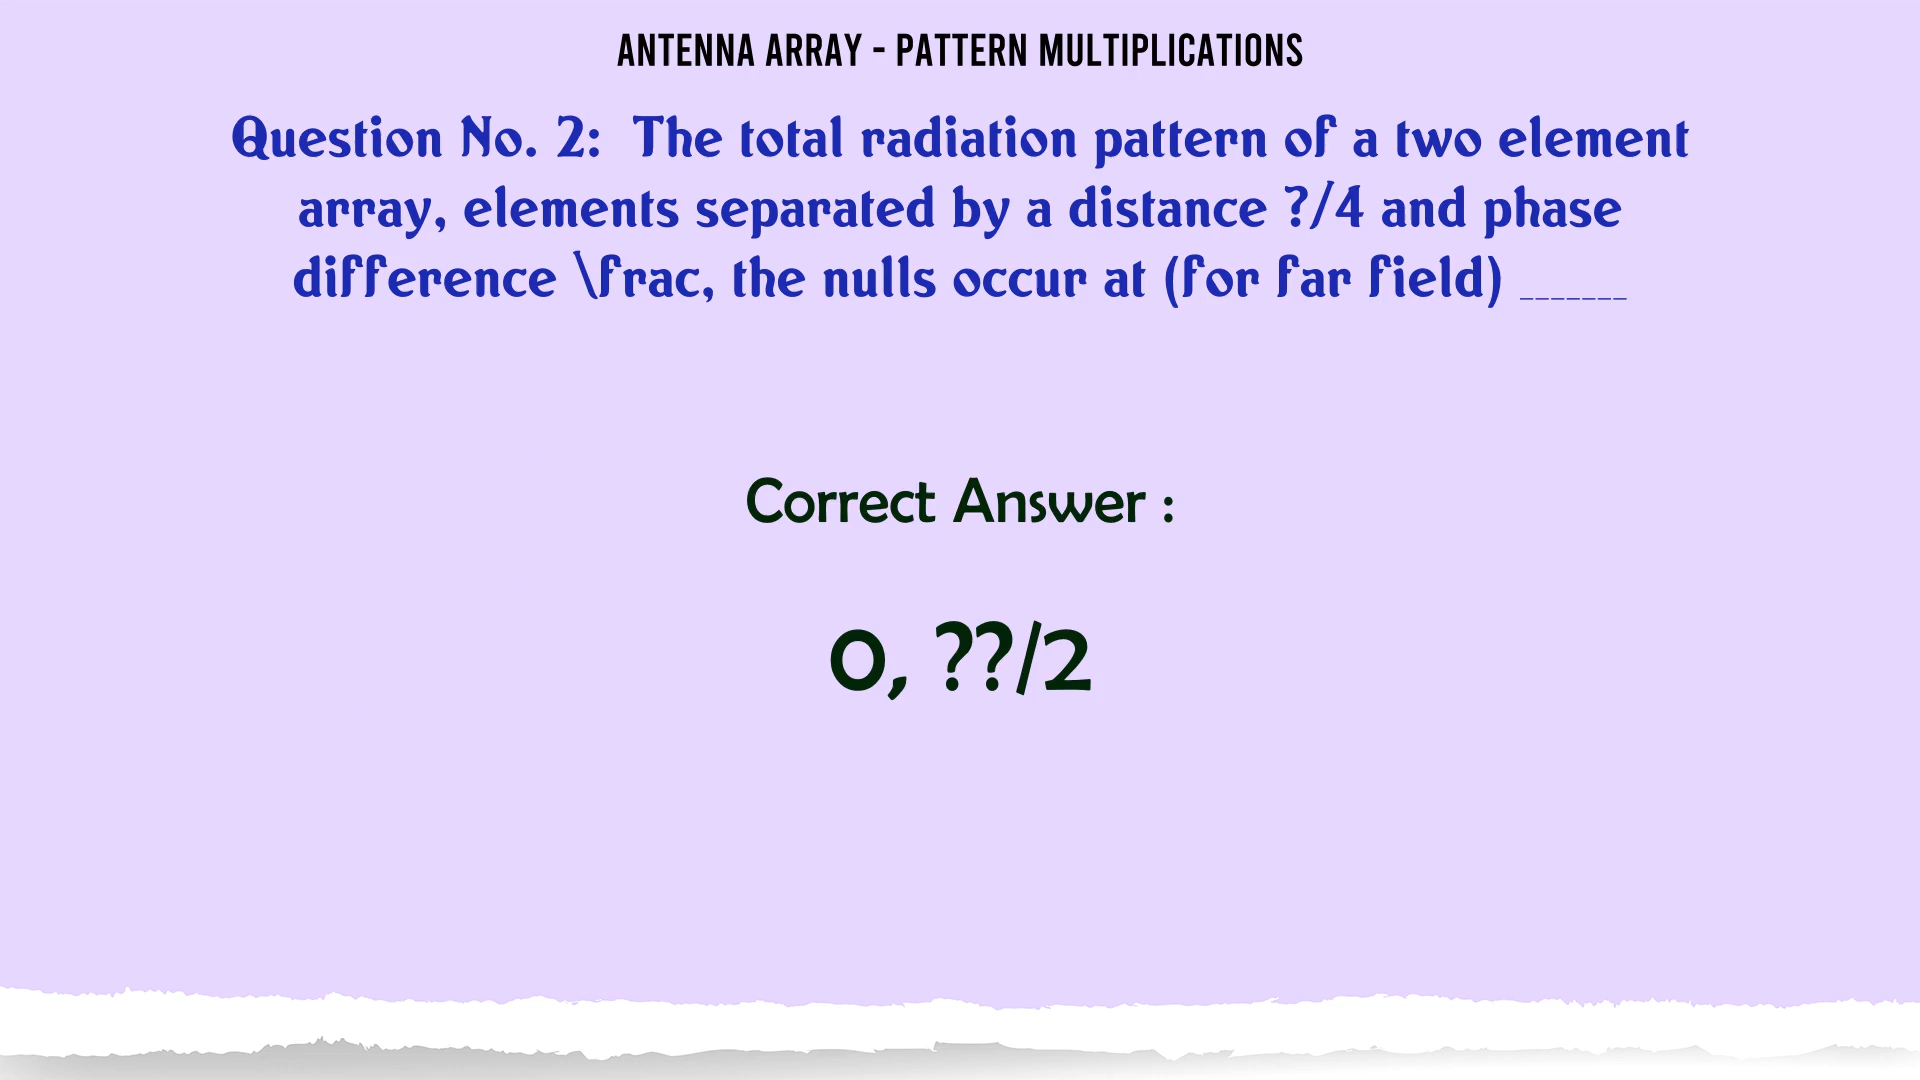 ANTENNA ARRAY - PATTERN MULTIPLICATIONS
Question No. 2:  The total radiation pattern of a two element
array, elements separated by a distance ?/4 and phase
difference \frac, the nulls occur at (for far field) _______
Correct Answer :
0, ??/2